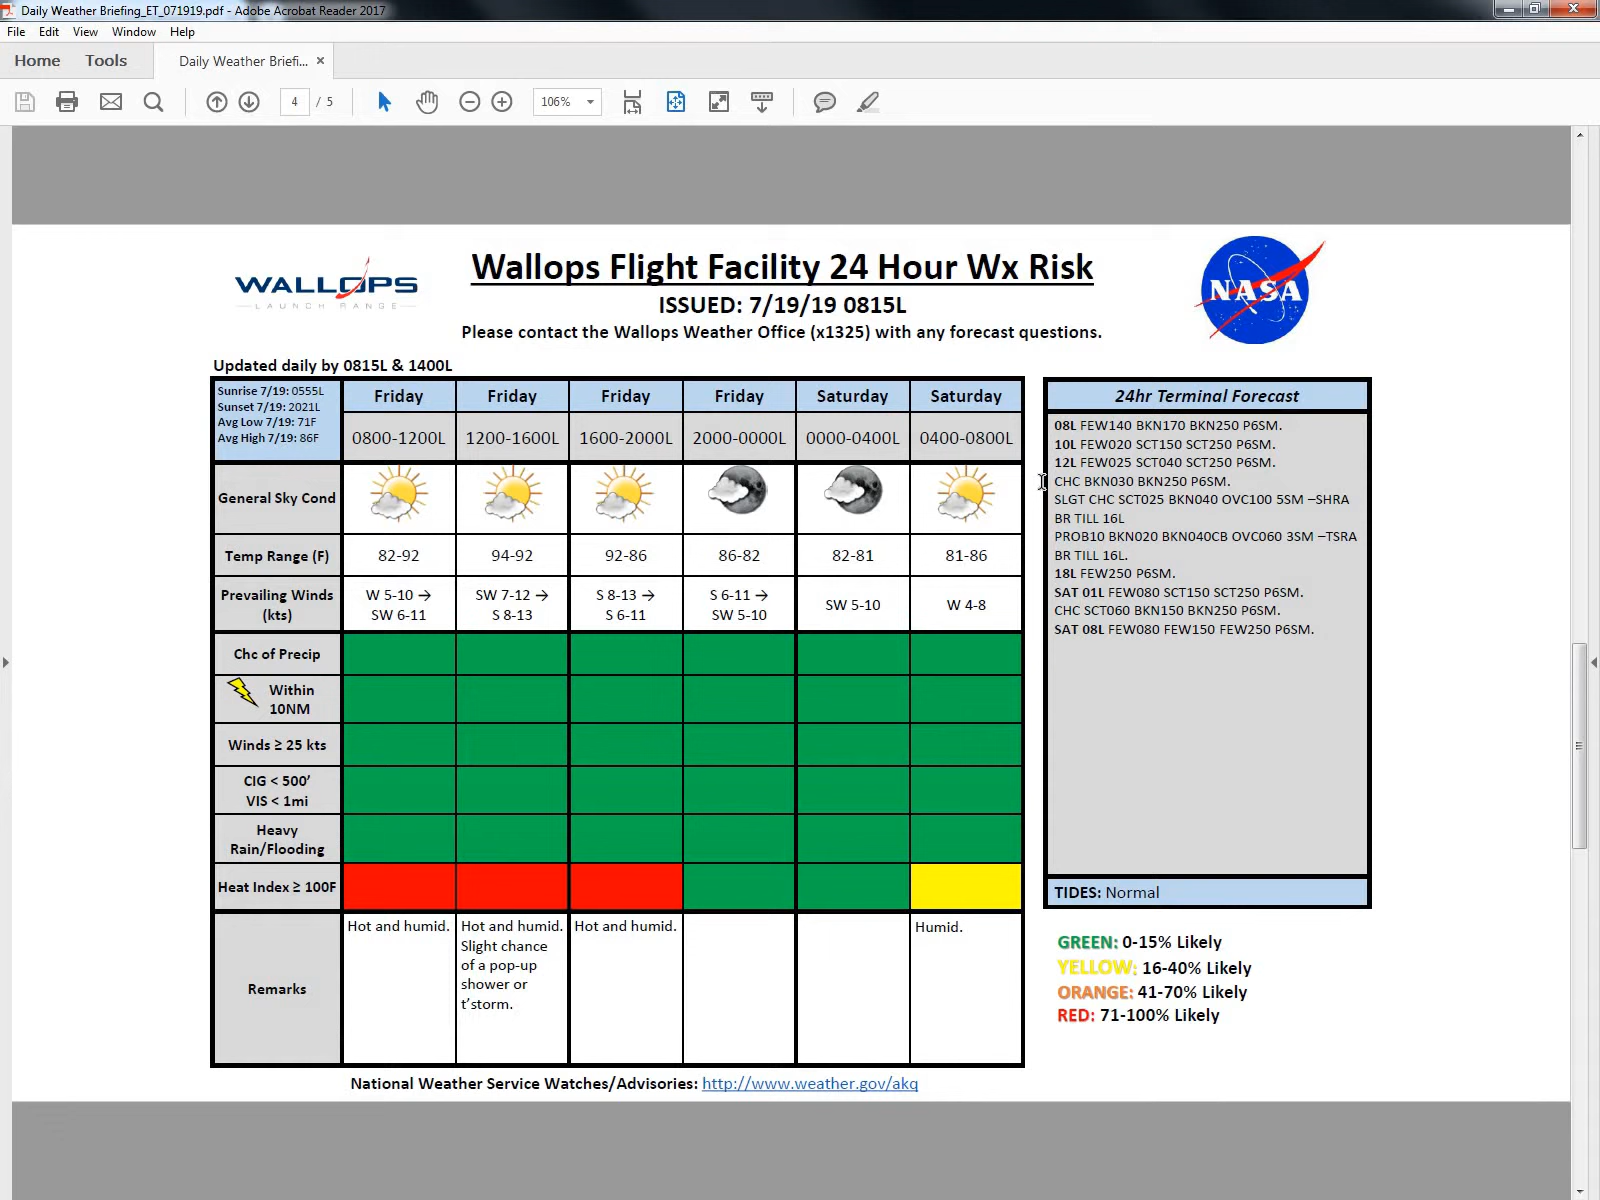 Daily Weather Briefing_ET_071919.pdf - Adobe Acrobat Reader 2017
File Edit View Window Help
Home Tools Daily Weather Briefi... ×
4 / 5 106%
WALLOPS
LAUNCH RANGE
Wallops Flight Facility 24 Hour Wx Risk
ISSUED: 7/19/19 0815L
Please contact the Wallops Weather Office (x1325) with any forecast questions.
NASA
Updated daily by 0815L & 1400L
Sunrise 7/19: 0555L
Sunset 7/19: 2021L
Avg Low 7/19: 71F
Avg High 7/19: 86F
Friday Friday Friday Friday Saturday Saturday
0800-1200L 1200-1600L 1600-2000L 2000-0000L 0000-0400L 0400-0800L
General Sky Cond
Temp Range (F) 82-92 94-92 92-86 86-82 82-81 81-86
Prevailing Winds (kts) W 5-10 → SW 6-11 SW 7-12 → S 8-13 S 8-13 → S 6-11 S 6-11 → SW 5-10 SW 5-10 W 4-8
Chc of Precip
Within
10NM
Winds ≥ 25 kts
CIG < 500’
VIS < 1mi
Heavy
Rain/Flooding
Heat Index ≥ 100F
Remarks
Hot and humid.
Hot and humid.
Slight chance
of a pop-up
shower or
t’storm.
Hot and humid.
Humid.
24hr Terminal Forecast
08L FEW140 BKN170 BKN250 P6SM.
10L FEW020 SCT150 SCT250 P6SM.
12L FEW025 SCT040 SCT250 P6SM.
CHC BKN030 BKN250 P6SM.
SLGT CHC SCT025 BKN040 OVC100 5SM –SHRA
BR TILL 16L
PROB10 BKN020 BKN040CB OVC060 3SM –TSRA
BR TILL 16L.
18L FEW250 P6SM.
SAT 01L FEW080 SCT150 SCT250 P6SM.
CHC SCT060 BKN150 BKN250 P6SM.
SAT 08L FEW080 FEW150 FEW250 P6SM.
TIDES: Normal
GREEN: 0-15% Likely
YELLOW: 16-40% Likely
ORANGE: 41-70% Likely
RED: 71-100% Likely
National Weather Service Watches/Advisories: http://www.weather.gov/akq